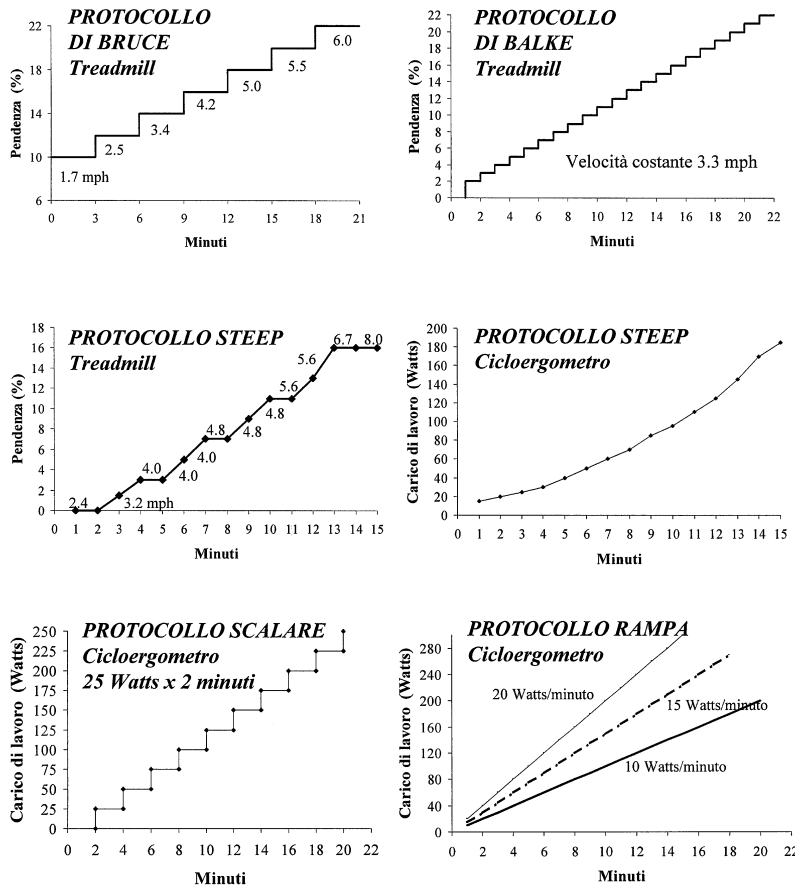 PROTOCOLLO
DI BRUCE
Treadmill
Pendenza (%)
22
18
14
10
6
1.7 mph
2.5
3.4
4.2
5.0
5.5
6.0
0 3 6 9 12 15 18 21
Minuti
PROTOCOLLO
DI BALKE
Treadmill
Pendenza (%)
22
20
18
16
14
12
10
8
6
4
2
0
Velocità costante 3.3 mph
0 2 4 6 8 10 12 14 16 18 20 22
Minuti
PROTOCOLLO STEEP
Treadmill
Pendenza (%)
18
16
14
12
10
8
6
4
2
0
2.4
3.2 mph
4.0
4.0
4.0
4.8
4.8
4.8
5.6
5.6
6.7
8.0
0 1 2 3 4 5 6 7 8 9 10 11 12 13 14 15
Minuti
PROTOCOLLO STEEP
Cicloergometro
Carico di lavoro (Watts)
200
180
160
140
120
100
80
60
40
20
0
0 1 2 3 4 5 6 7 8 9 10 11 12 13 14 15
Minuti
PROTOCOLLO SCALARE
Cicloergometro
25 Watts x 2 minuti
Carico di lavoro (Watts)
250
225
200
175
150
125
100
75
50
25
0
0 2 4 6 8 10 12 14 16 18 20 22
Minuti
PROTOCOLLO RAMPA
Cicloergometro
Carico di lavoro (Watts)
280
240
200
160
120
80
40
0
20 Watts/minuto
15 Watts/minuto
10 Watts/minuto
0 2 4 6 8 10 12 14 16 18 20 22
Minuti